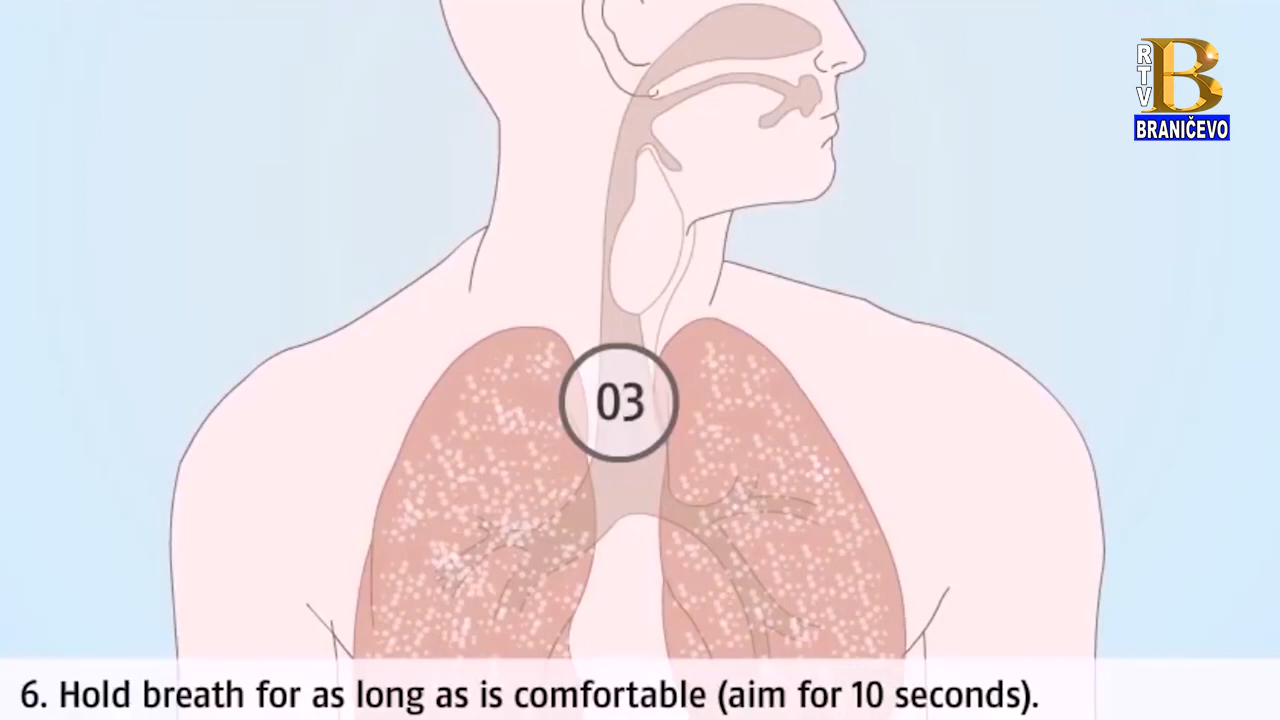 RTV
B
BRANIČEVO
03
6. Hold breath for as long as is comfortable (aim for 10 seconds).